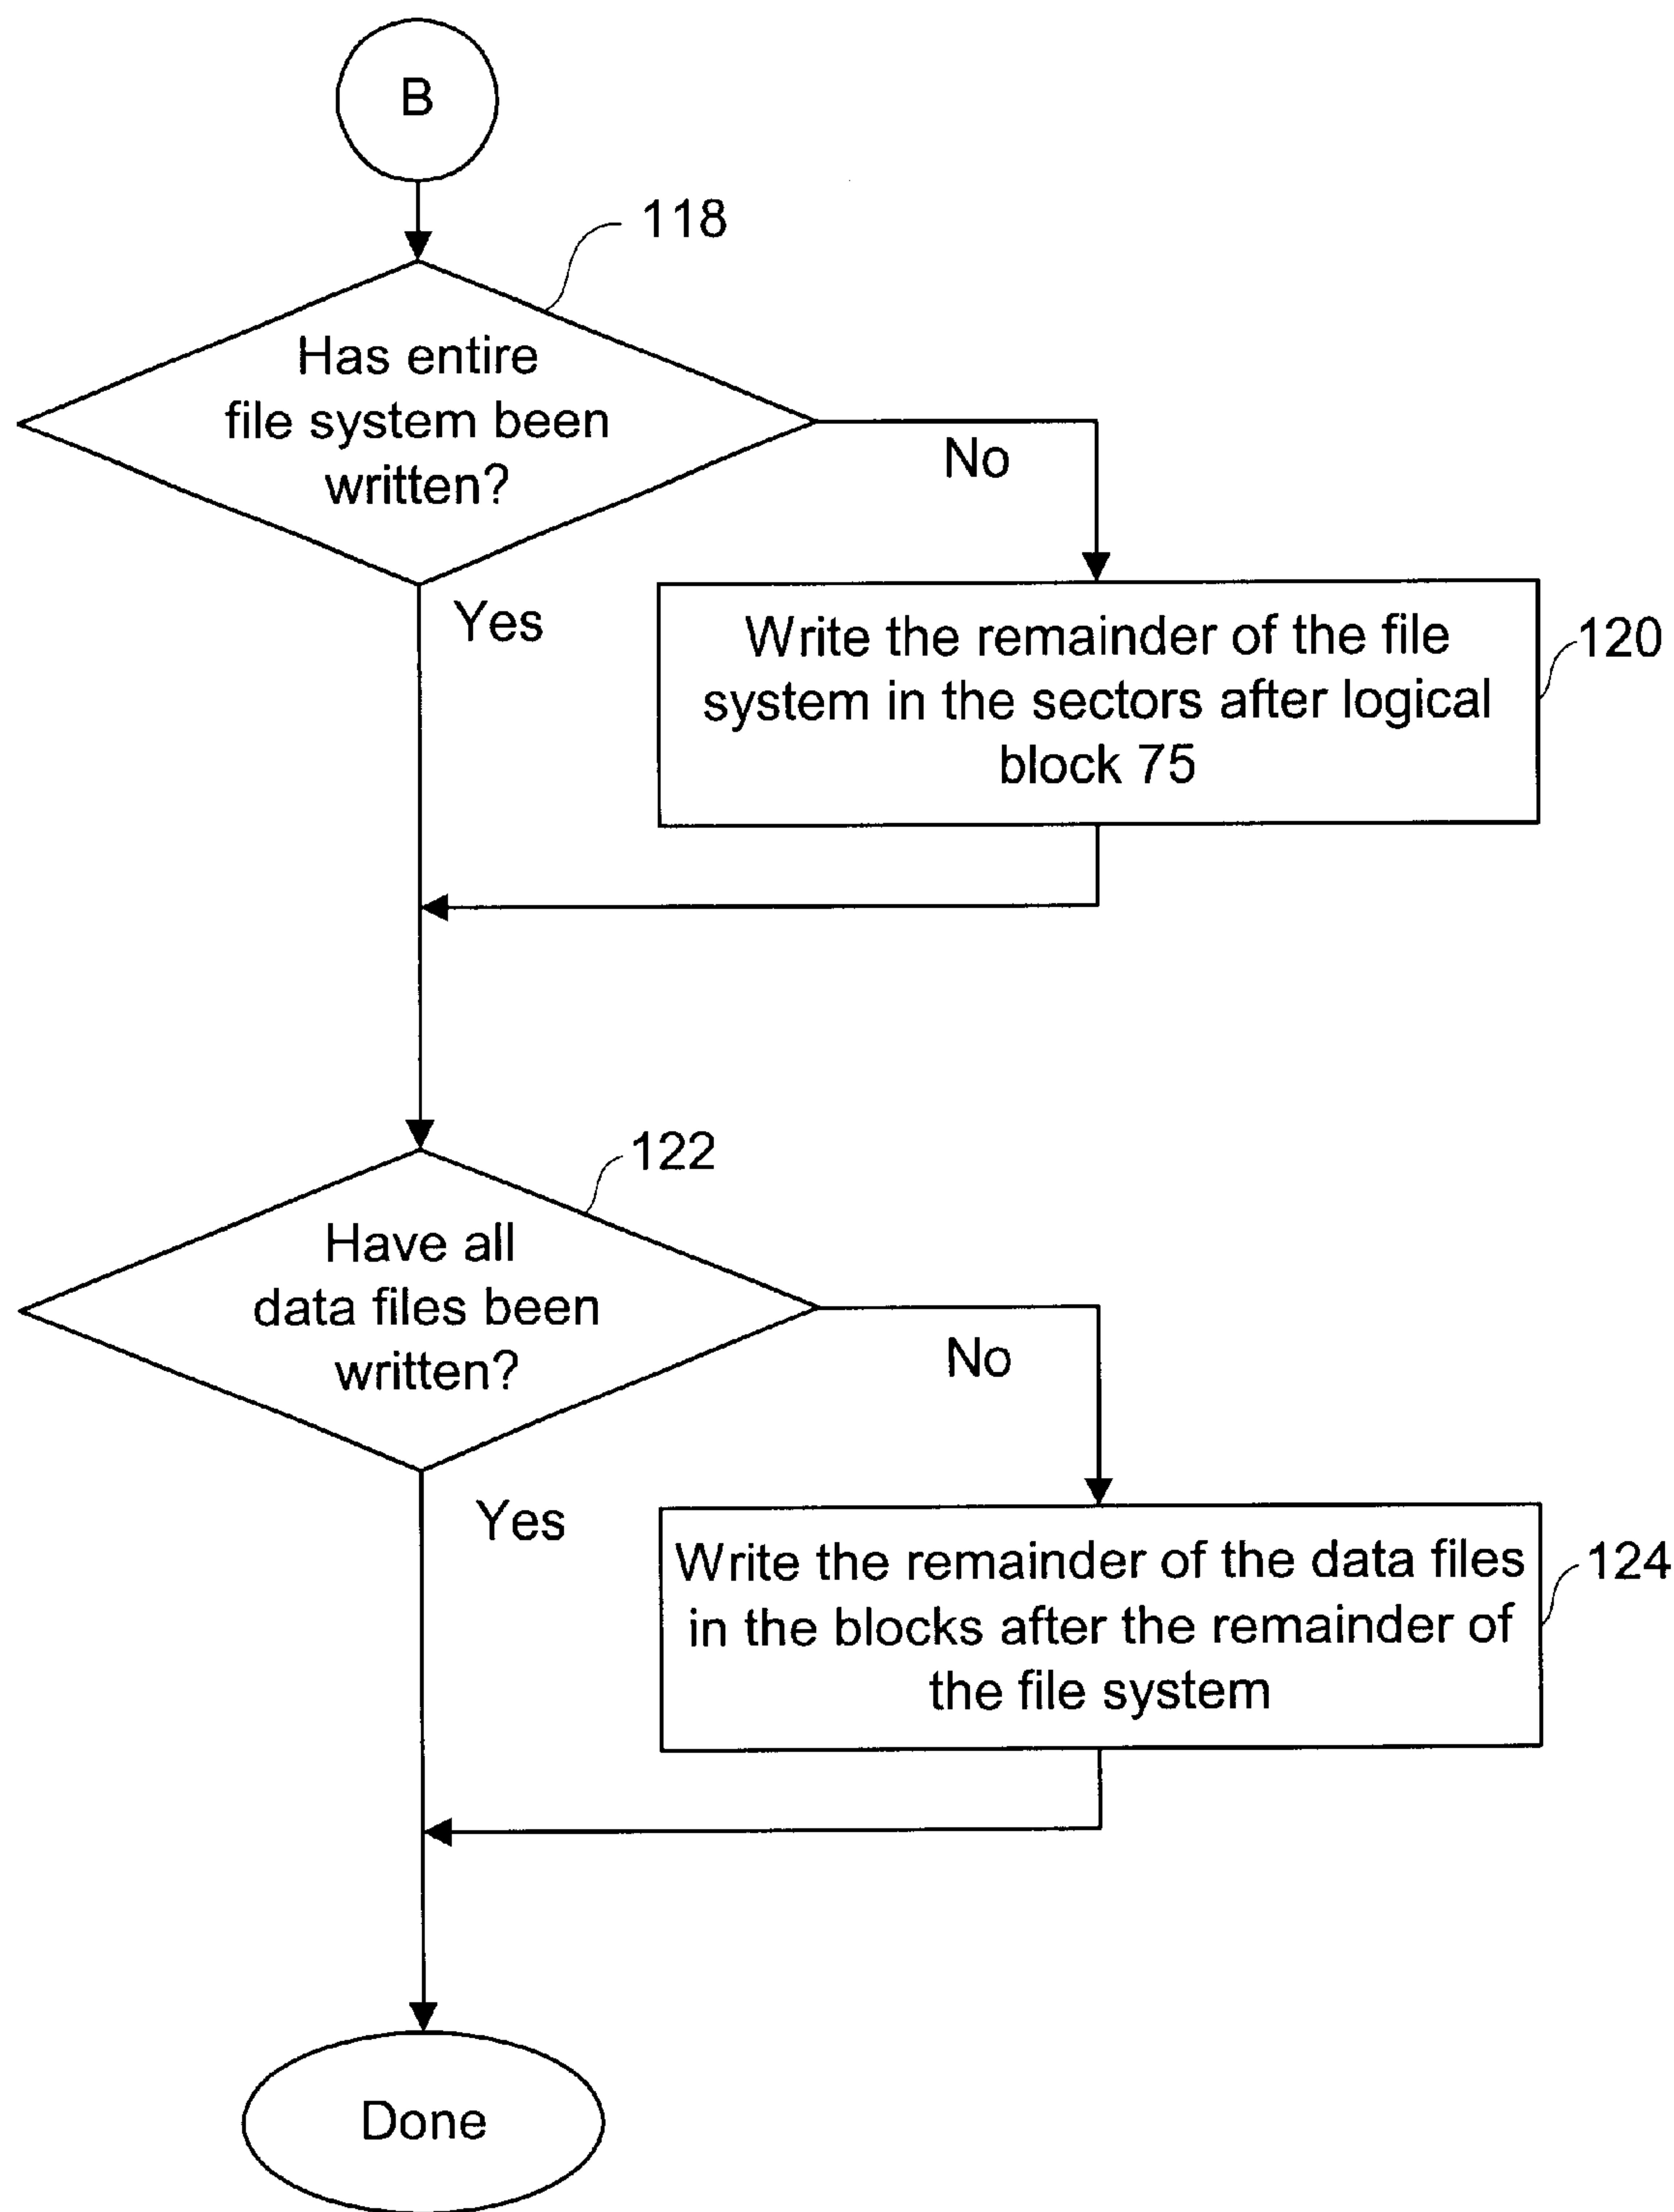 B
118
Has entire
file system been
written?
No
Yes
Write the remainder of the file
system in the sectors after logical
block 75
120
122
Have all
data files been
written?
No
Yes
Write the remainder of the data files
in the blocks after the remainder of
the file system
124
Done